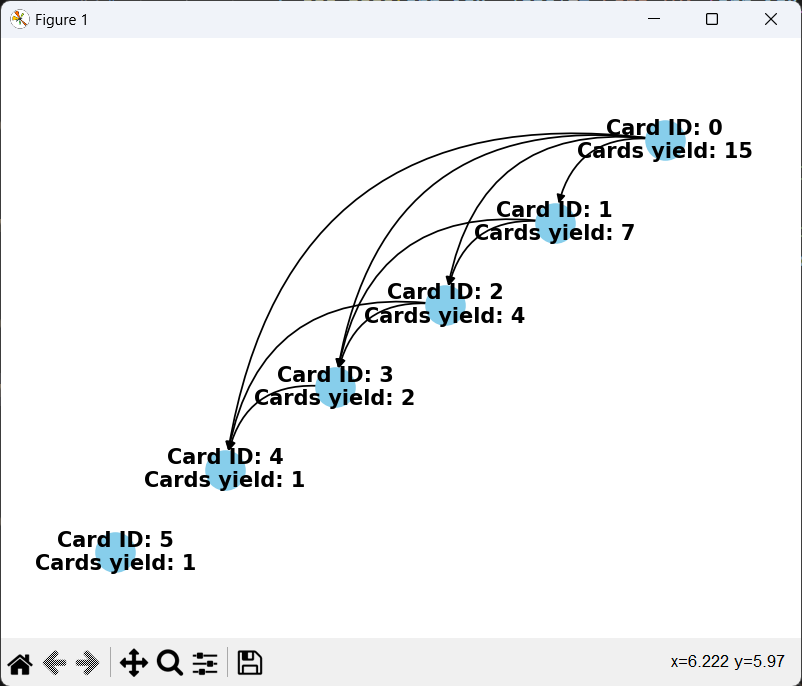 Figure 1
Card ID: 0
Cards yield: 15
Card ID: 1
Cards yield: 7
Card ID: 2
Cards yield: 4
Card ID: 3
Cards yield: 2
Card ID: 4
Cards yield: 1
Card ID: 5
Cards yield: 1
x=6.222 y=5.97